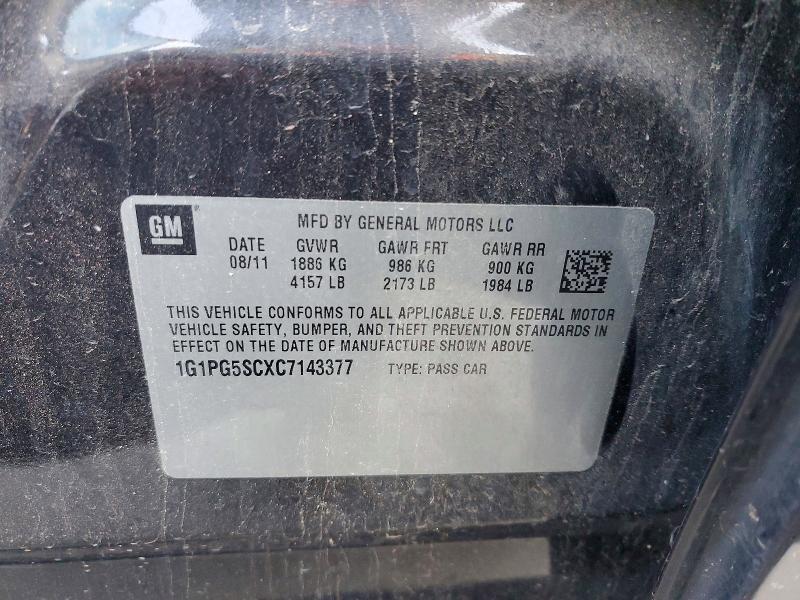 GM ®
MFD BY GENERAL MOTORS LLC
DATE GVWR GAWR FRT GAWR RR
08/11 1886 KG 986 KG 900 KG
4157 LB 2173 LB 1984 LB
THIS VEHICLE CONFORMS TO ALL APPLICABLE U.S. FEDERAL MOTOR
VEHICLE SAFETY, BUMPER, AND THEFT PREVENTION STANDARDS IN
EFFECT ON THE DATE OF MANUFACTURE SHOWN ABOVE.
1G1PG5SCXC7143377 TYPE: PASS CAR